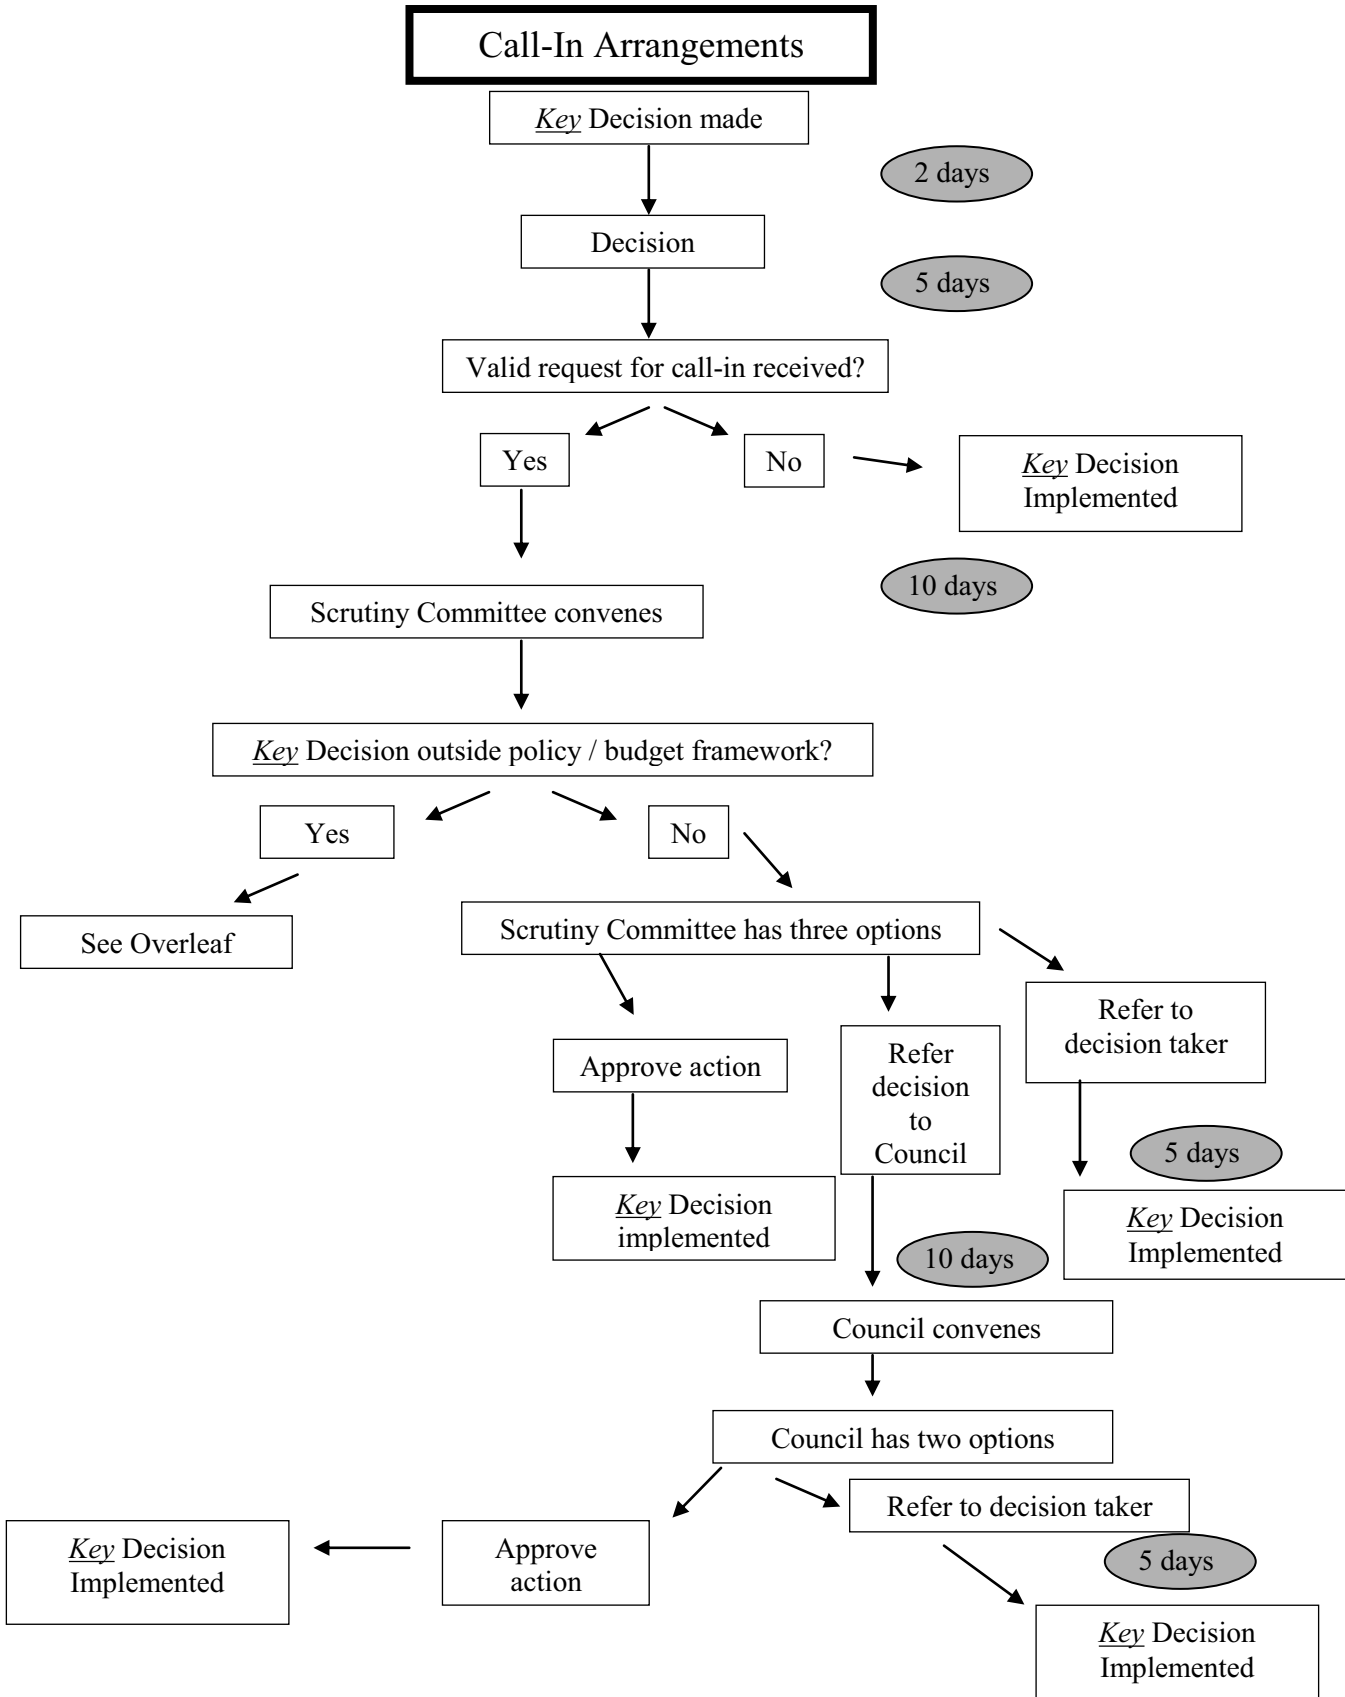 Call-In Arrangements
Key Decision made
2 days
Decision
5 days
Valid request for call-in received?
Yes
No
Key Decision
Implemented
10 days
Scrutiny Committee convenes
Key Decision outside policy / budget framework?
Yes
No
See Overleaf
Scrutiny Committee has three options
Approve action
Refer
decision
to
Council
Refer to
decision taker
5 days
Key Decision
implemented
Key Decision
Implemented
10 days
Council convenes
Council has two options
Refer to decision taker
Approve
action
Key Decision
Implemented
5 days
Key Decision
Implemented